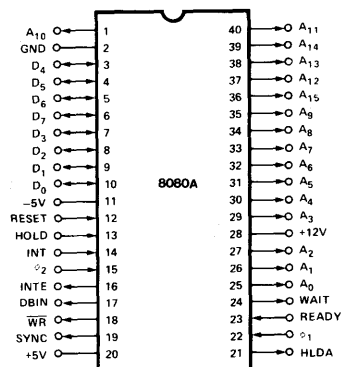 A10 1 40 A11
GND 2 39 A14
D4 3 38 A13
D5 4 37 A12
D6 5 36 A15
D7 6 35 A9
D3 7 34 A8
D2 8 33 A7
D1 9 32 A6
D0 10 8080A 31 A5
-5V 11 30 A4
RESET 12 29 A3
HOLD 13 28 +12V
INT 14 27 A2
φ2 15 26 A1
INTE 16 25 A0
DBIN 17 24 WAIT
W̅R̅ 18 23 READY
SYNC 19 22 φ1
+5V 20 21 HLDA